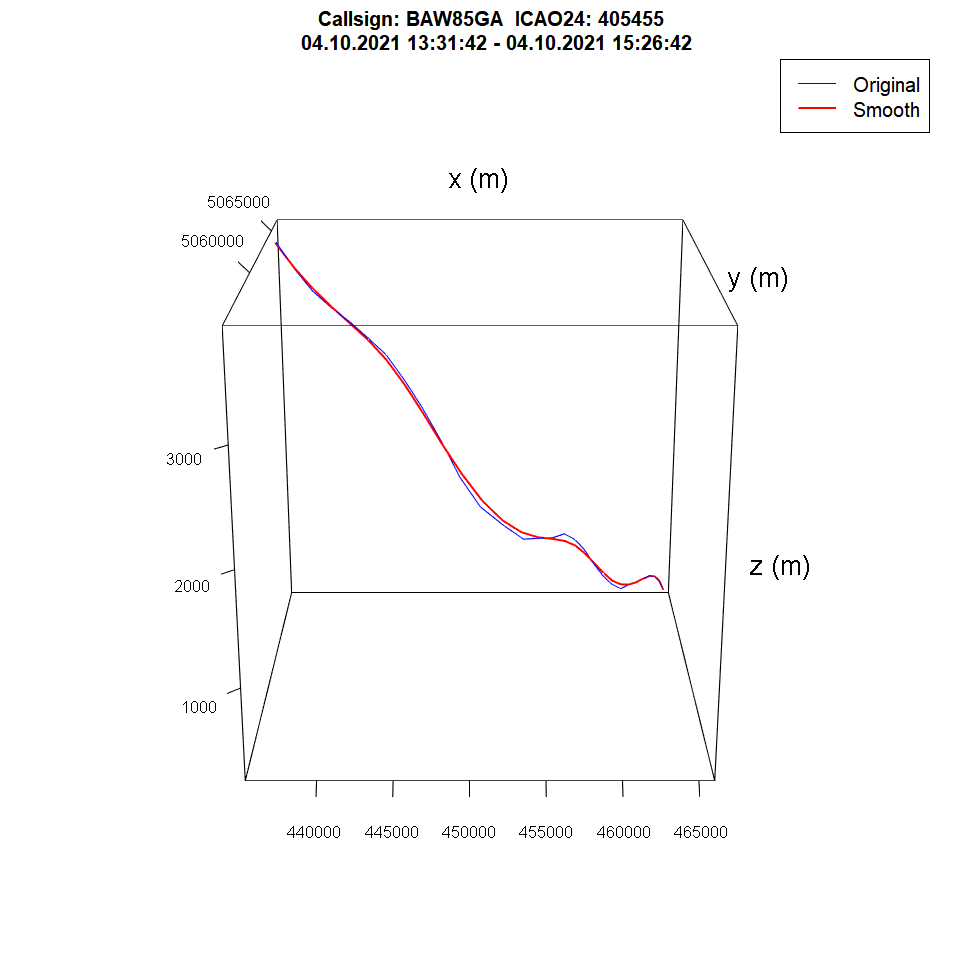 Callsign: BAW85GA  ICAO24: 405455
04.10.2021 13:31:42 - 04.10.2021 15:26:42
Original
Smooth
x (m)
5065000
5060000
y (m)
3000
2000
z (m)
1000
440000 445000 450000 455000 460000 465000